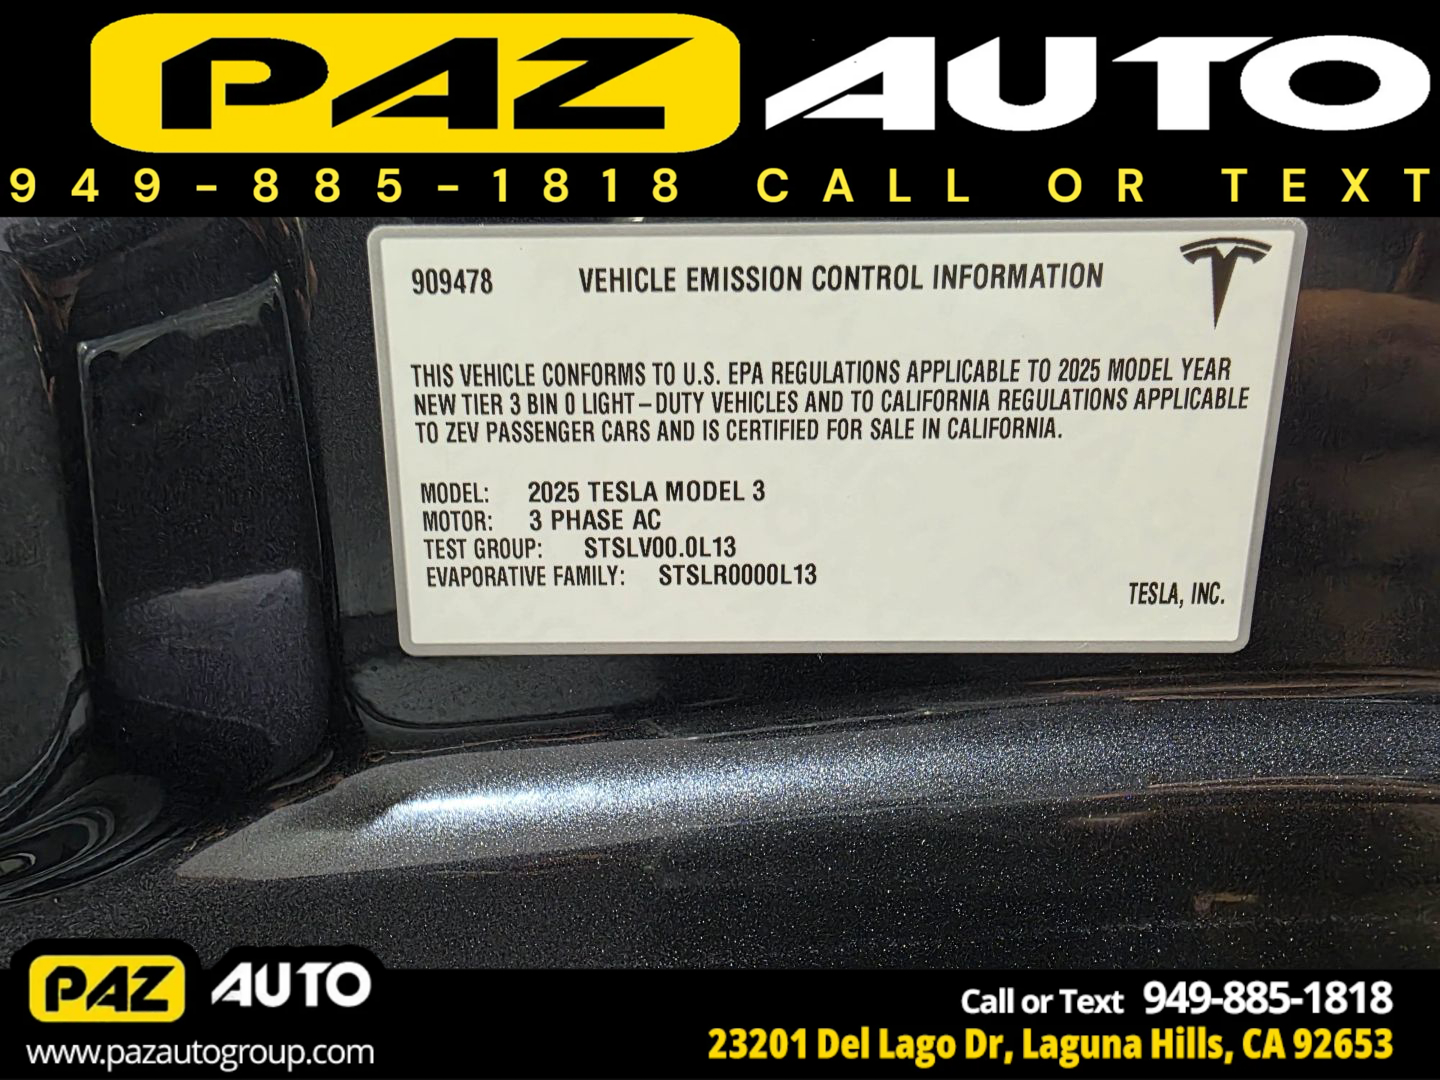 PAZ AUTO
949-885-1818 CALL OR TEXT
909478 VEHICLE EMISSION CONTROL INFORMATION
THIS VEHICLE CONFORMS TO U.S. EPA REGULATIONS APPLICABLE TO 2025 MODEL YEAR
NEW TIER 3 BIN 0 LIGHT-DUTY VEHICLES AND TO CALIFORNIA REGULATIONS APPLICABLE
TO ZEV PASSENGER CARS AND IS CERTIFIED FOR SALE IN CALIFORNIA.
MODEL: 2025 TESLA MODEL 3
MOTOR: 3 PHASE AC
TEST GROUP: STSLV00.0L13
EVAPORATIVE FAMILY: STSLR0000L13
TESLA, INC.
PAZ AUTO
www.pazautogroup.com
Call or Text 949-885-1818
23201 Del Lago Dr, Laguna Hills, CA 92653